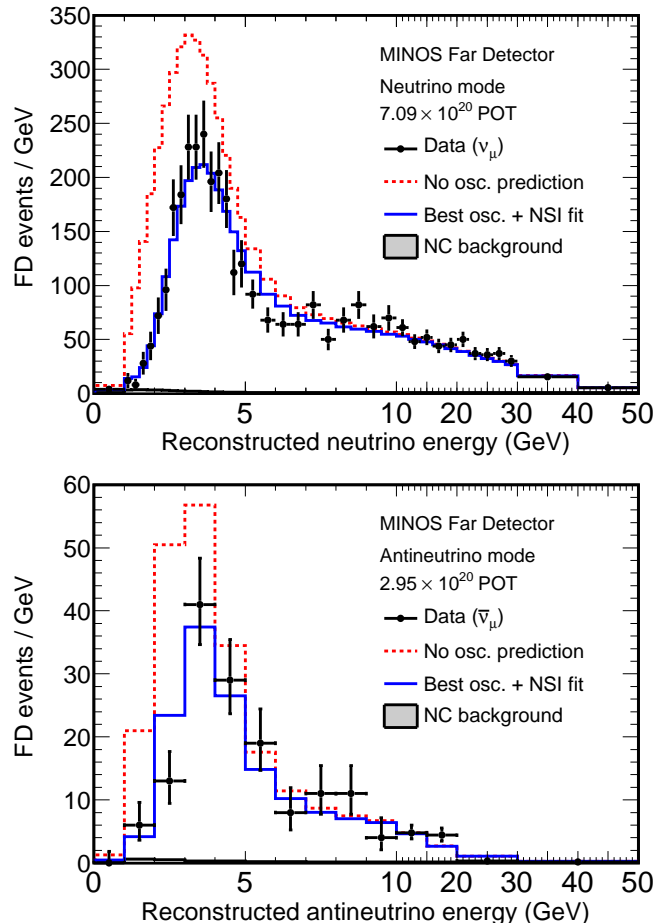 350
300
250
200
150
100
50
0
FD events / GeV
MINOS Far Detector
Neutrino mode
7.09 × 10²⁰ POT
Data (νμ)
No osc. prediction
Best osc. + NSI fit
NC background
0 5 10 20 30 40 50
Reconstructed neutrino energy (GeV)
60
50
40
30
20
10
0
FD events / GeV
MINOS Far Detector
Antineutrino mode
2.95 × 10²⁰ POT
Data (ν̅μ)
No osc. prediction
Best osc. + NSI fit
NC background
0 5 10 20 30 40 50
Reconstructed antineutrino energy (GeV)